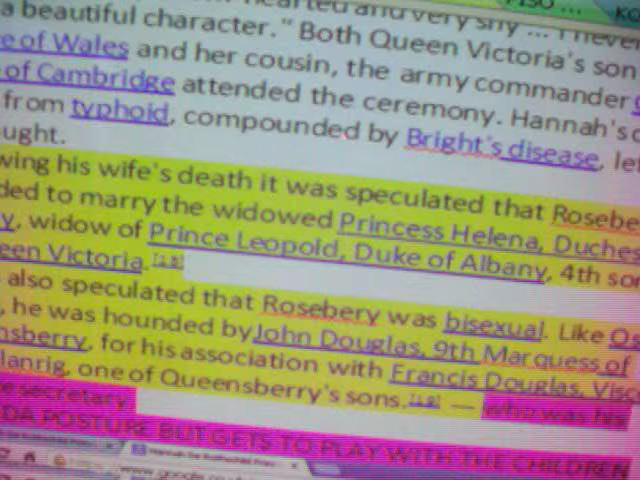 a beautiful character." Both Queen Victoria's son
e of Wales and her cousin, the army commander
of Cambridge attended the ceremony. Hannah's
from typhoid, compounded by Bright's disease, le
ught.
wing his wife's death it was speculated that Rosebe
ded to marry the widowed Princess Helena, Duches
y, widow of Prince Leopold, Duke of Albany, 4th so
een Victoria.[18]
also speculated that Rosebery was bisexual. Like Os
, he was hounded by John Douglas, 9th Marquess of
nsberry, for his association with Francis Douglas, Visc
lanrig, one of Queensberry's sons.[18] — who was his
e secretary.
DA POSTURE BUT GETS TO PLAY WITH THE CHILDREN